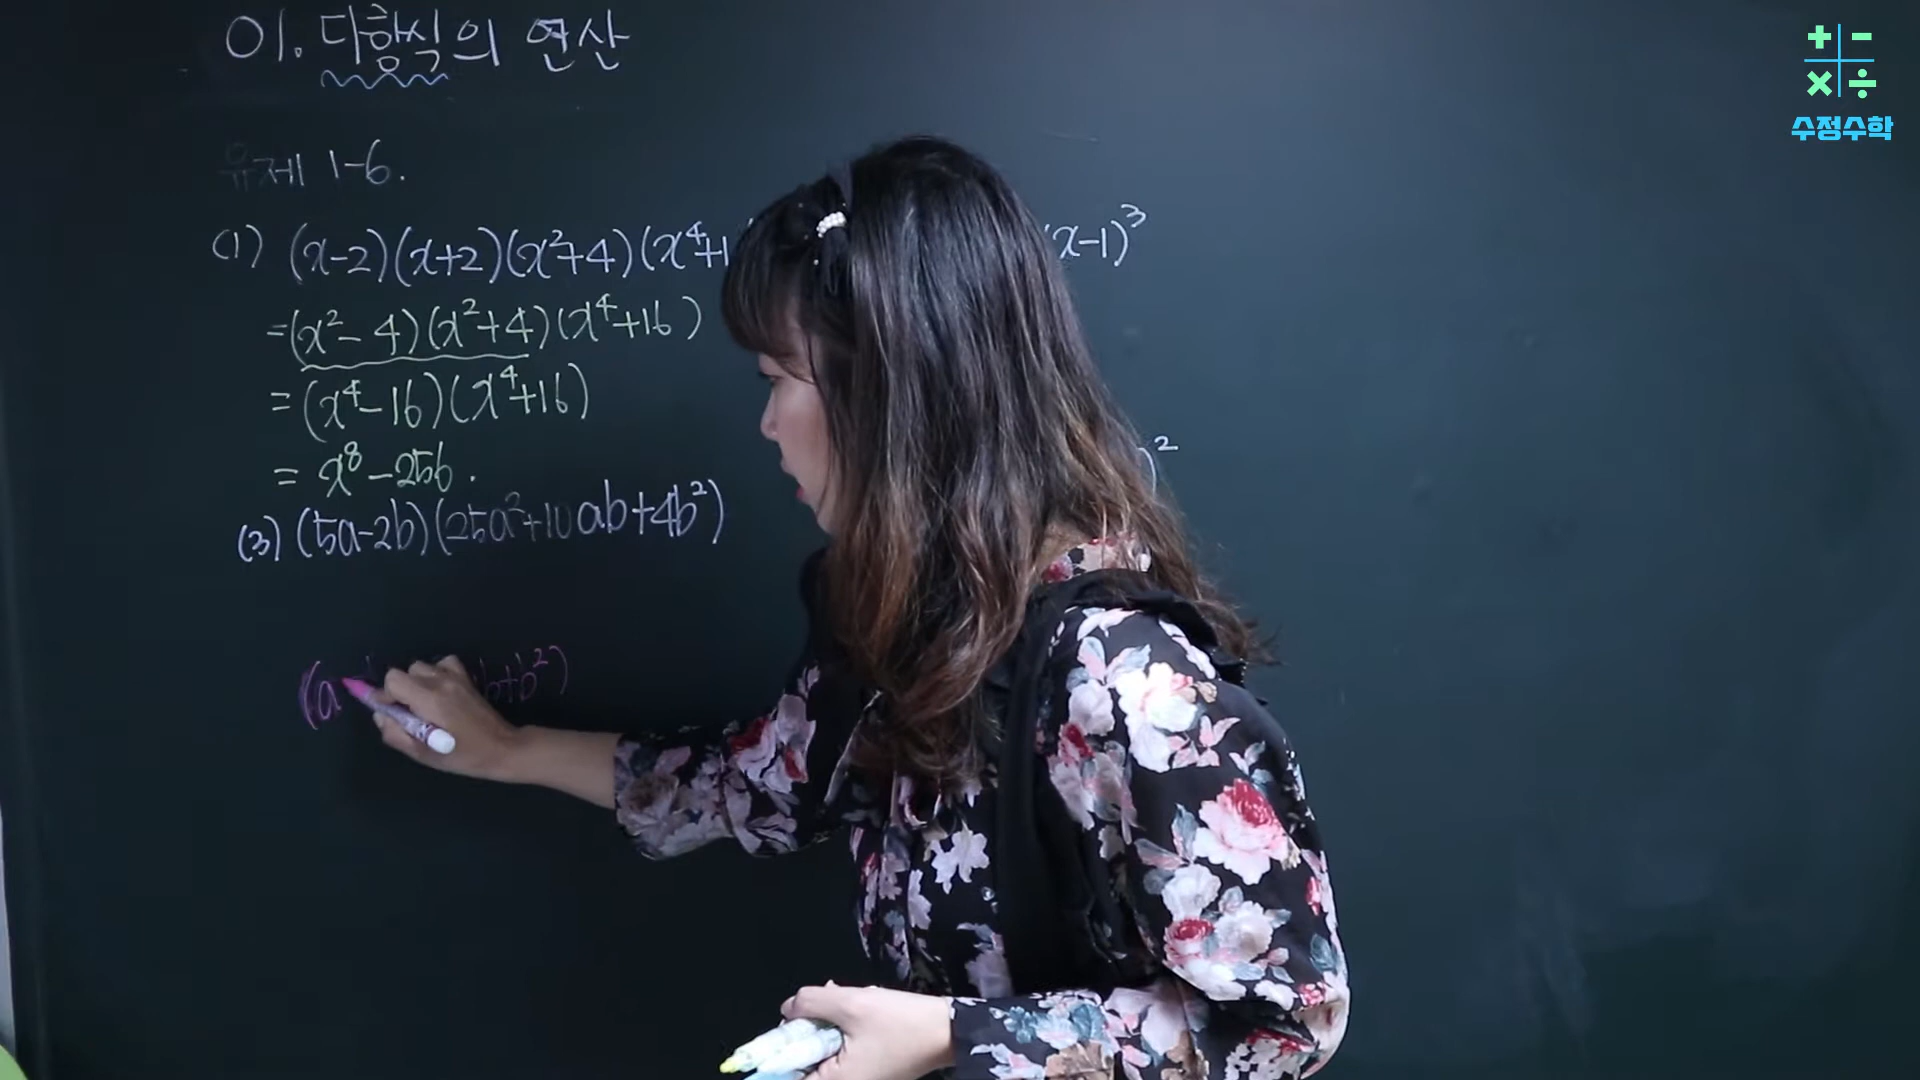 01. 다항식의 연산
유제 1-6.
(1) (x-2)(x+2)(x²+4)(x⁴+1
x-1)³
=(x²-4)(x²+4)(x⁴+16)
=(x⁴-16)(x⁴+16)
= x⁸-256.
)²
(3) (5a-2b)(25a²+10ab+4b²)
(a b+b²)
+ - × ÷
수정수학